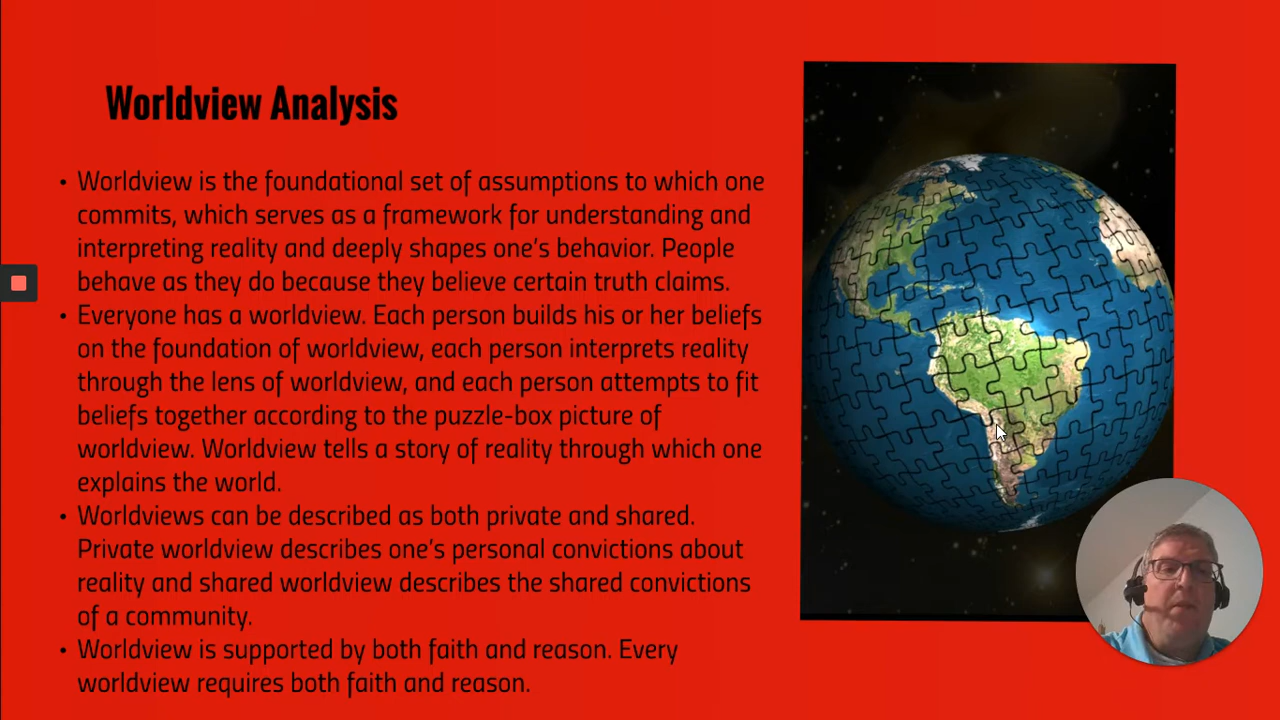 Worldview Analysis
• Worldview is the foundational set of assumptions to which one
commits, which serves as a framework for understanding and
interpreting reality and deeply shapes one's behavior. People
behave as they do because they believe certain truth claims.
• Everyone has a worldview. Each person builds his or her beliefs
on the foundation of worldview, each person interprets reality
through the lens of worldview, and each person attempts to fit
beliefs together according to the puzzle-box picture of
worldview. Worldview tells a story of reality through which one
explains the world.
• Worldviews can be described as both private and shared.
Private worldview describes one's personal convictions about
reality and shared worldview describes the shared convictions
of a community.
• Worldview is supported by both faith and reason. Every
worldview requires both faith and reason.